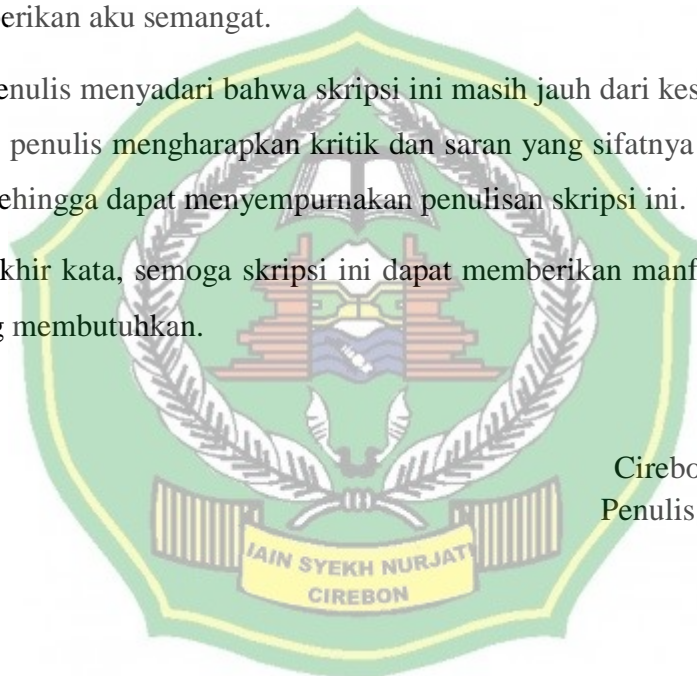 erikan aku semangat.
enulis menyadari bahwa skripsi ini masih jauh dari kes
penulis mengharapkan kritik dan saran yang sifatnya
ehingga dapat menyempurnakan penulisan skripsi ini.
khir kata, semoga skripsi ini dapat memberikan manf
g membutuhkan.
Cirebo
Penulis
IAIN SYEKH NURJATI
CIREBON